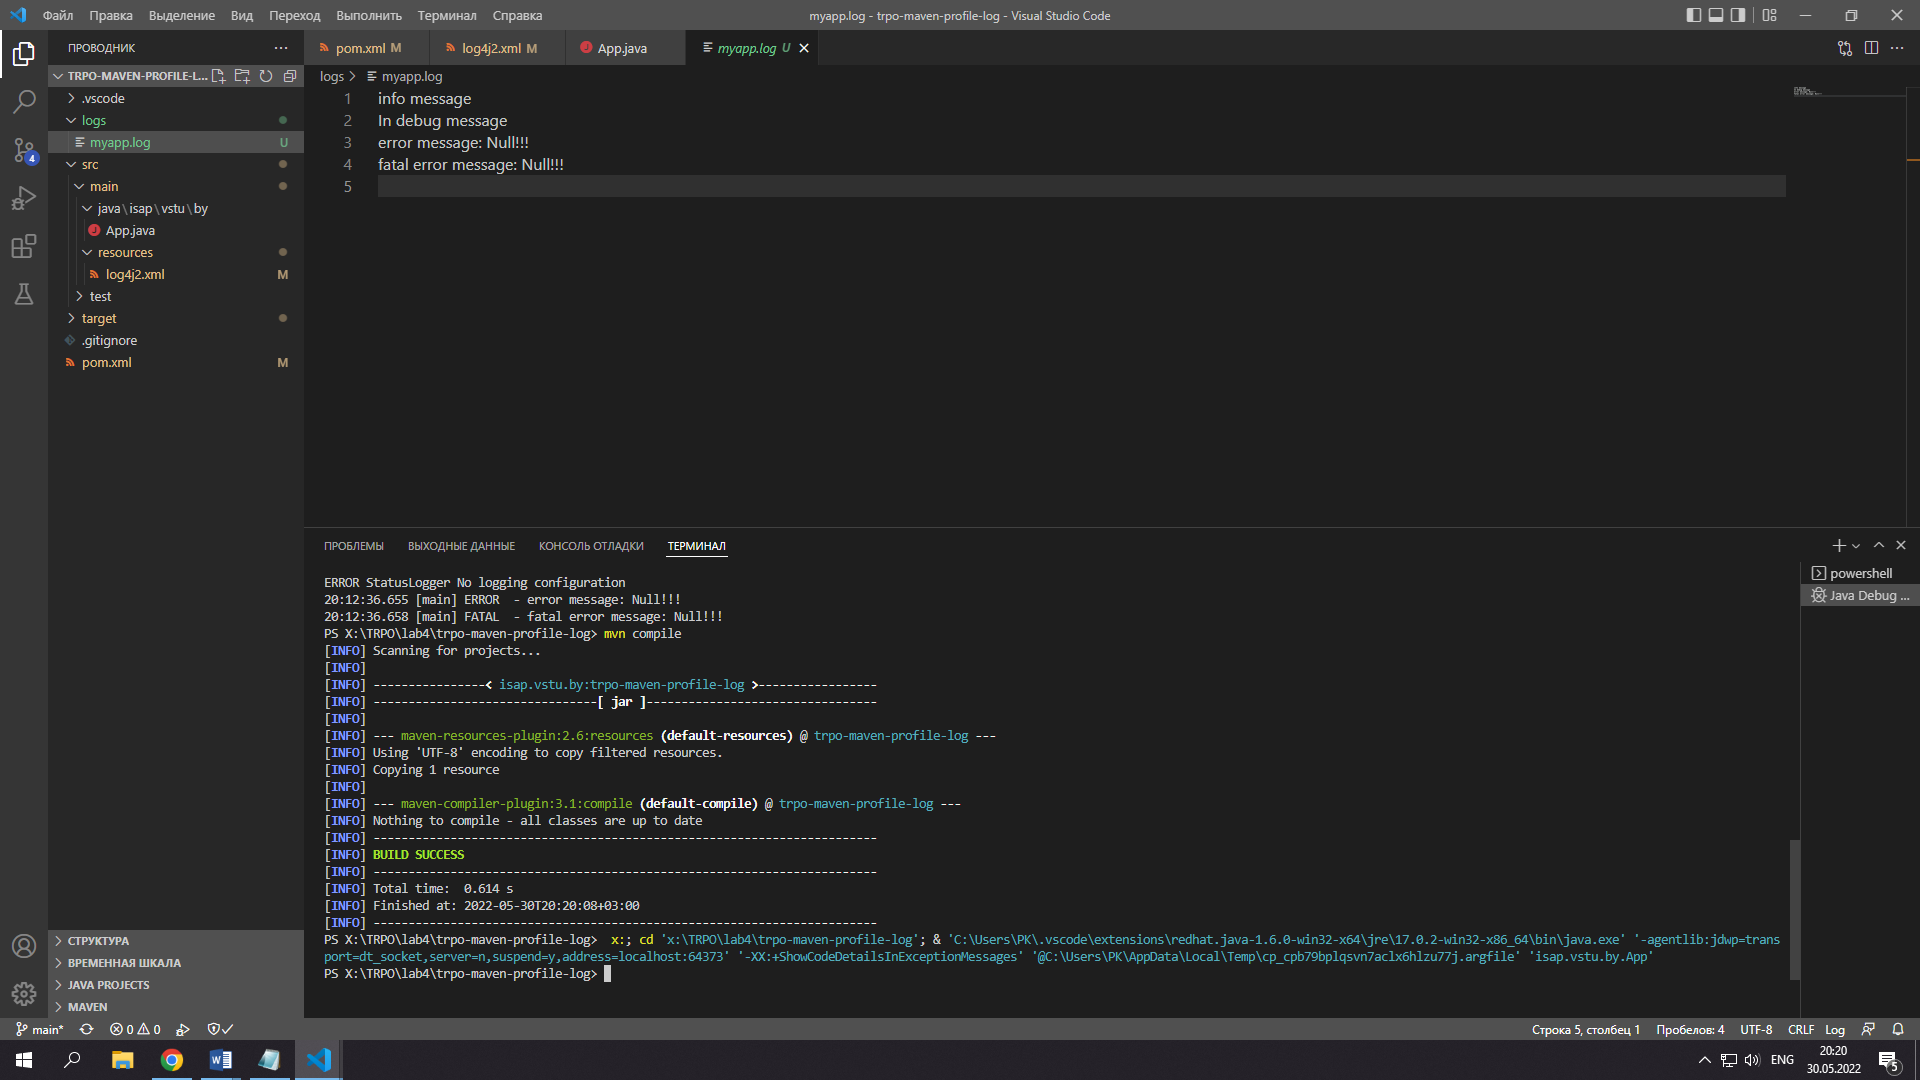 Файл Правка Выделение Вид Переход Выполнить Терминал Справка
myapp.log - trpo-maven-profile-log - Visual Studio Code
ПРОВОДНИК
TRPO-MAVEN-PROFILE-L...
.vscode
logs
myapp.log U
src
main
java\isap\vstu\by
App.java
resources
log4j2.xml M
test
target
.gitignore
pom.xml M
4
СТРУКТУРА
ВРЕМЕННАЯ ШКАЛА
JAVA PROJECTS
MAVEN
pom.xml M log4j2.xml M App.java myapp.log U
logs > myapp.log
1 info message
2 In debug message
3 error message: Null!!!
4 fatal error message: Null!!!
5
ПРОБЛЕМЫ ВЫХОДНЫЕ ДАННЫЕ КОНСОЛЬ ОТЛАДКИ ТЕРМИНАЛ
powershell
Java Debug ...
ERROR StatusLogger No logging configuration
20:12:36.655 [main] ERROR  - error message: Null!!!
20:12:36.658 [main] FATAL  - fatal error message: Null!!!
PS X:\TRPO\lab4\trpo-maven-profile-log> mvn compile
[INFO] Scanning for projects...
[INFO]
[INFO] ----------------< isap.vstu.by:trpo-maven-profile-log >-----------------
[INFO] --------------------------------[ jar ]---------------------------------
[INFO]
[INFO] --- maven-resources-plugin:2.6:resources (default-resources) @ trpo-maven-profile-log ---
[INFO] Using 'UTF-8' encoding to copy filtered resources.
[INFO] Copying 1 resource
[INFO]
[INFO] --- maven-compiler-plugin:3.1:compile (default-compile) @ trpo-maven-profile-log ---
[INFO] Nothing to compile - all classes are up to date
[INFO] ------------------------------------------------------------------------
[INFO] BUILD SUCCESS
[INFO] ------------------------------------------------------------------------
[INFO] Total time:  0.614 s
[INFO] Finished at: 2022-05-30T20:20:08+03:00
[INFO] ------------------------------------------------------------------------
PS X:\TRPO\lab4\trpo-maven-profile-log>  x:; cd 'x:\TRPO\lab4\trpo-maven-profile-log'; & 'C:\Users\PK\.vscode\extensions\redhat.java-1.6.0-win32-x64\jre\17.0.2-win32-x86_64\bin\java.exe' '-agentlib:jdwp=trans
port=dt_socket,server=n,suspend=y,address=localhost:64373' '-XX:+ShowCodeDetailsInExceptionMessages' '@C:\Users\PK\AppData\Local\Temp\cp_cpb79bplqsvn7aclx6hlzu77j.argfile' 'isap.vstu.by.App'
PS X:\TRPO\lab4\trpo-maven-profile-log>
main* 0 0
Строка 5, столбец 1 Пробелов: 4 UTF-8 CRLF Log
ENG 20:20
30.05.2022
5